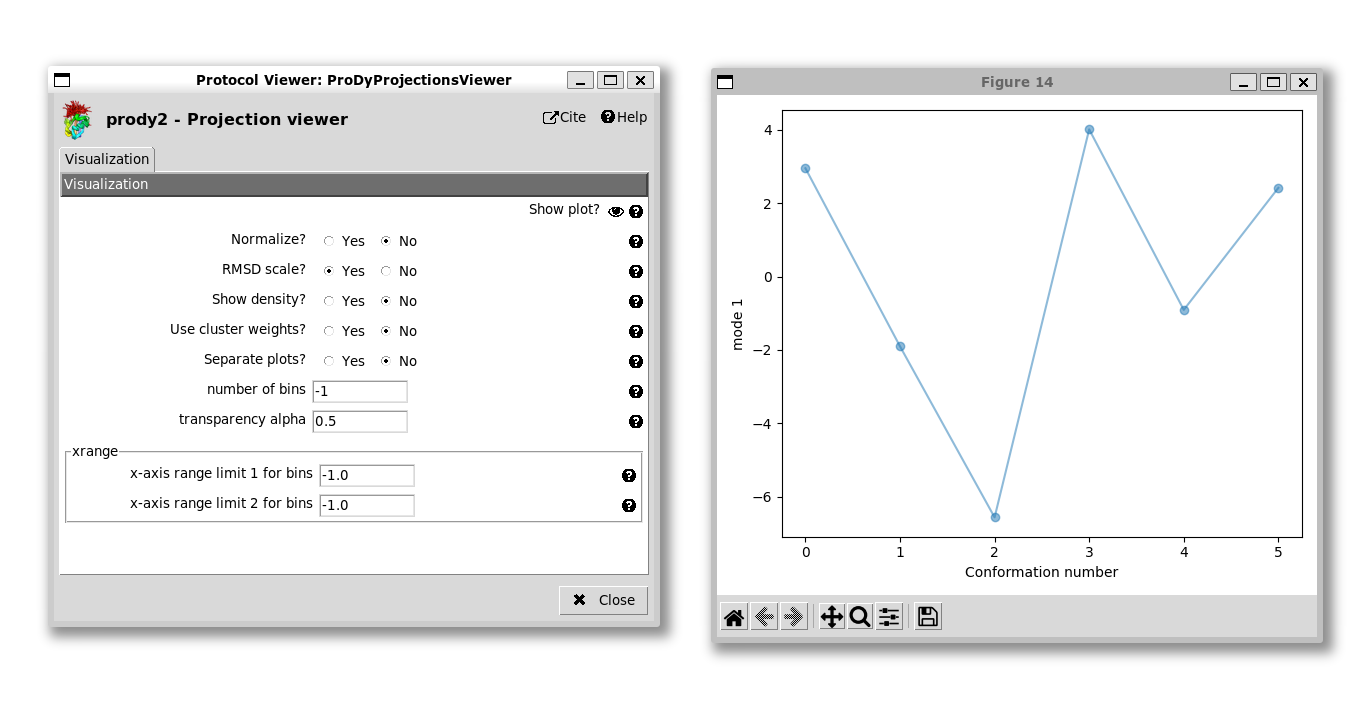 Protocol Viewer: ProDyProjectionsViewer
prody2 - Projection viewer
Cite
Help
Visualization
Visualization
Show plot?
Normalize? Yes No
RMSD scale? Yes No
Show density? Yes No
Use cluster weights? Yes No
Separate plots? Yes No
number of bins -1
transparency alpha 0.5
xrange
x-axis range limit 1 for bins -1.0
x-axis range limit 2 for bins -1.0
Close
Figure 14
4
2
0
−2
−4
−6
mode 1
0 1 2 3 4 5
Conformation number